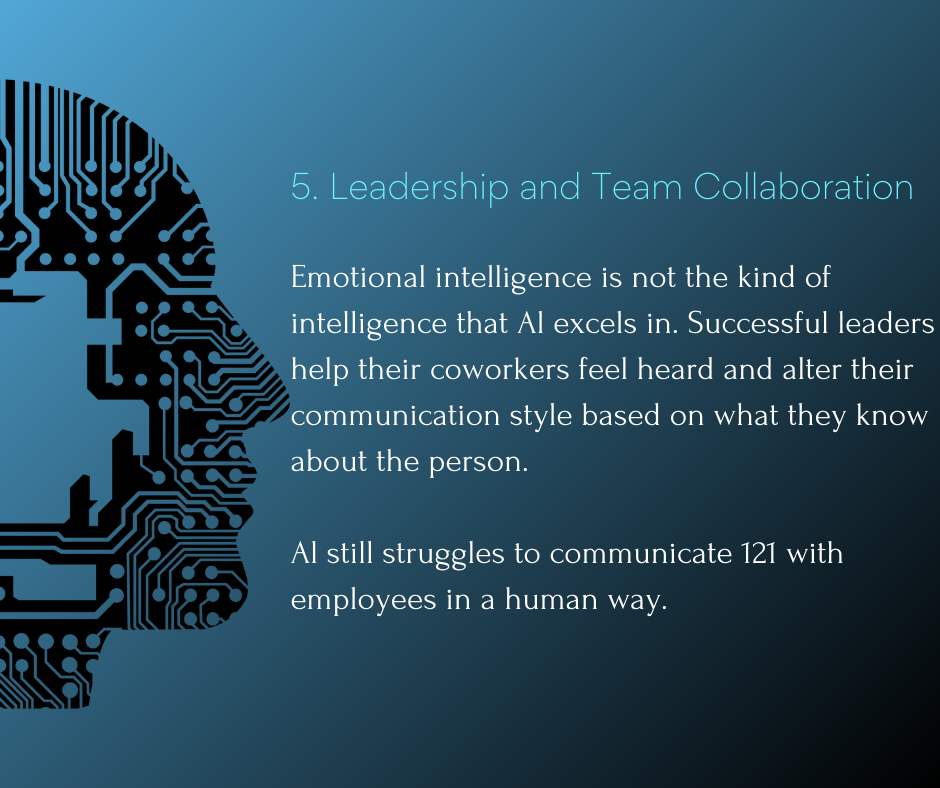 5. Leadership and Team Collaboration
Emotional intelligence is not the kind of
intelligence that AI excels in. Successful leaders
help their coworkers feel heard and alter their
communication style based on what they know
about the person.
AI still struggles to communicate 121 with
employees in a human way.